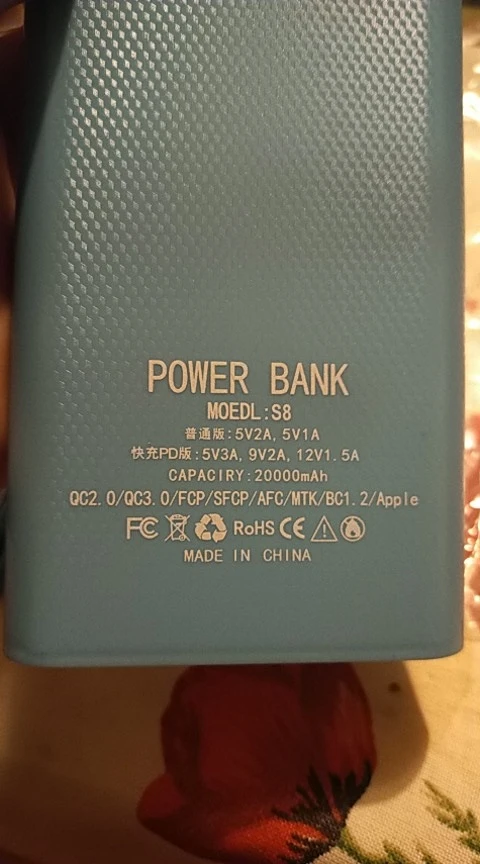 POWER BANK
MOEDL:S8
普通版:5V2A, 5V1A
快充PD版:5V3A, 9V2A, 12V1.5A
CAPACIRY:20000mAh
QC2.0/QC3.0/FCP/SFCP/AFC/MTK/BC1.2/Apple
FC RoHS CE
MADE IN CHINA